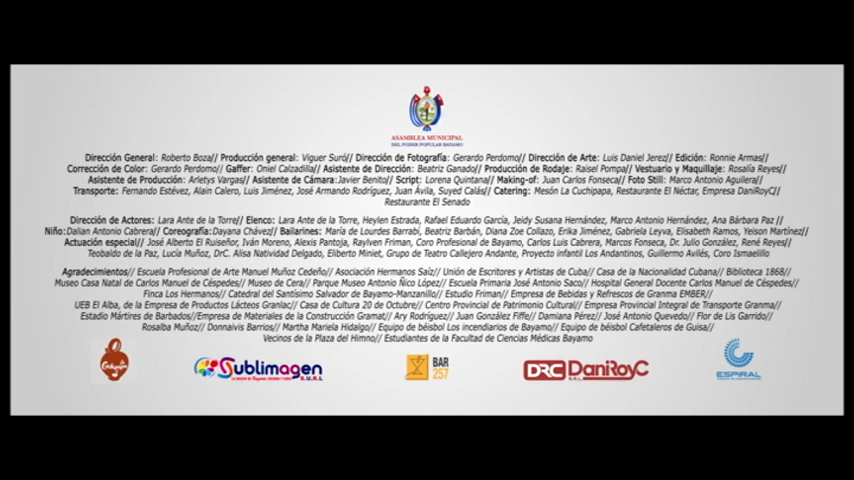 ASAMBLEA MUNICIPAL
DEL PODER POPULAR BAYAMO
Dirección General: Roberto Boza// Producción general: Víguer Suró// Dirección de Fotografía: Gerardo Perdomo// Dirección de Arte: Luis Daniel Jerez// Edición: Ronnie Armas//
Corrección de Color: Gerardo Perdomo// Gaffer: Oniel Calzadilla// Asistente de Dirección: Beatriz Ganado// Producción de Rodaje: Raisel Pompa// Vestuario y Maquillaje: Rosalía Reyes//
Asistente de Producción: Arletys Vargas// Asistente de Cámara:Javier Benito// Script: Lorena Quintana// Making-of: Juan Carlos Fonseca// Foto Still: Marco Antonio Aguilera//
Transporte: Fernando Estévez, Alain Calero, Luis Jiménez, José Armando Rodríguez, Juan Ávila, Suyed Calás// Catering: Mesón La Cuchipapa, Restaurante El Néctar, Empresa DaniRoyC//
Restaurante El Senado
Dirección de Actores: Lara Ante de la Torre// Elenco: Lara Ante de la Torre, Heylen Estrada, Rafael Eduardo García, Jeidy Susana Hernández, Marco Antonio Hernández, Ana Bárbara Paz //
Niño:Dalian Antonio Cabrera// Coreografía:Dayana Chávez// Bailarines: María de Lourdes Barrabí, Beatriz Barbán, Diana Zoe Collazo, Erika Jiménez, Gabriela Leyva, Elisabeth Ramos, Yeison Martínez//
Actuación especial// José Alberto El Ruiseñor, Iván Moreno, Alexis Pantoja, Raylven Friman, Coro Profesional de Bayamo, Carlos Luis Cabrera, Marcos Fonseca, Dr. Julio González, René Reyes//
Teobaldo de la Paz, Lucía Muñoz, DrC. Alisa Natividad Delgado, Eliberto Miniet, Grupo de Teatro Callejero Andante, Proyecto infantil Los Andantinos, Guillermo Avilés, Coro Ismaelillo
Agradecimientos// Escuela Profesional de Arte Manuel Muñoz Cedeño// Asociación Hermanos Saíz// Unión de Escritores y Artistas de Cuba// Casa de la Nacionalidad Cubana// Biblioteca 1868//
Museo Casa Natal de Carlos Manuel de Céspedes// Museo de Cera// Parque Museo Antonio Ñico López// Escuela Primaria José Antonio Saco// Hospital General Docente Carlos Manuel de Céspedes//
Finca Los Hermanos// Catedral del Santísimo Salvador de Bayamo-Manzanillo// Estudio Friman// Empresa de Bebidas y Refrescos de Granma EMBER//
UEB El Alba, de la Empresa de Productos Lácteos Granlac// Casa de Cultura 20 de Octubre// Centro Provincial de Patrimonio Cultural// Empresa Provincial Integral de Transporte Granma//
Estadio Mártires de Barbados//Empresa de Materiales de la Construcción Gramat// Ary Rodríguez// Juan González Fiffe// Damiana Pérez// José Antonio Quevedo// Flor de Lis Garrido//
Rosalba Muñoz// Donnaivis Barrios// Martha Mariela Hidalgo// Equipo de béisbol Los incendiarios de Bayamo// Equipo de béisbol Cafetaleros de Guisa//
Vecinos de la Plaza del Himno// Estudiantes de la Facultad de Ciencias Médicas Bayamo
Sublimagen
S.U.R.L
BAR
257
DRC DaniRoyC
S.R.L.
ESPIRAL